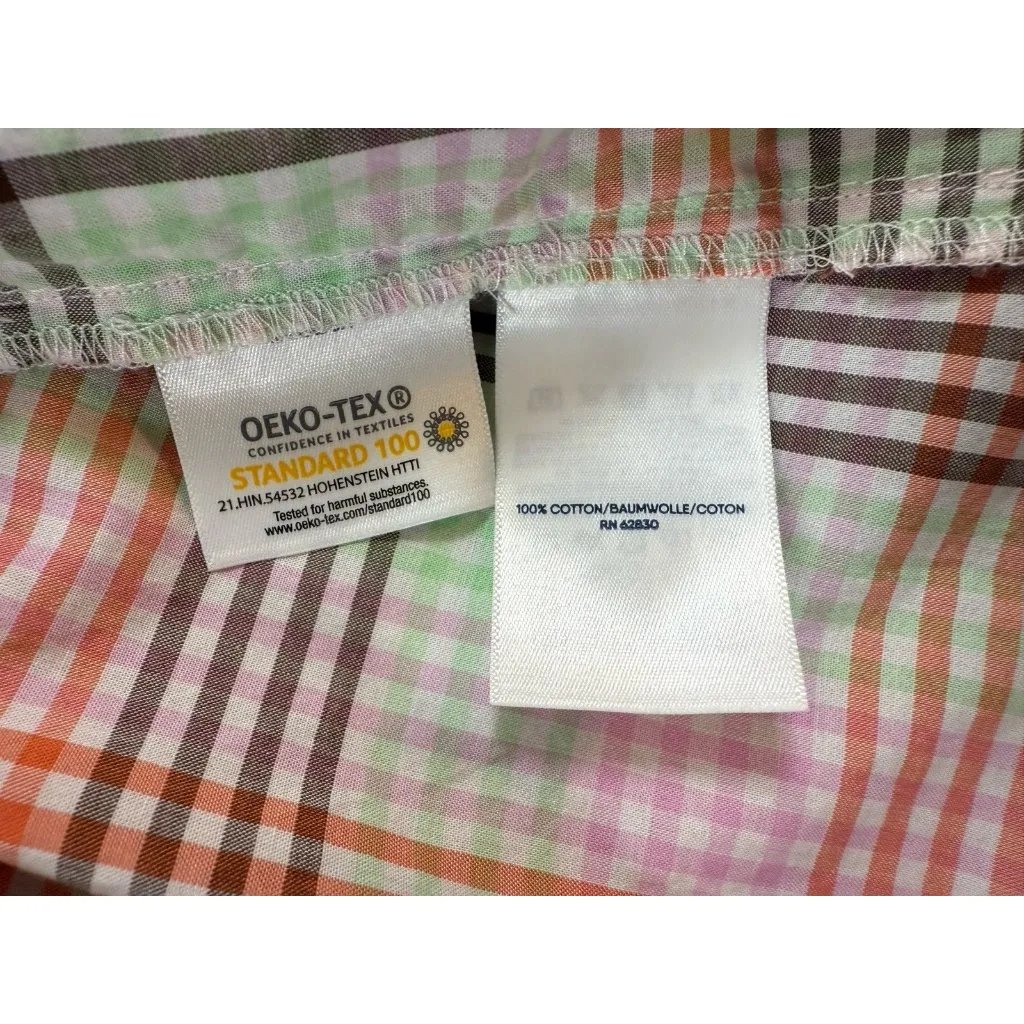 OEKO-TEX®
CONFIDENCE IN TEXTILES
STANDARD 100
21.HIN.54532 HOHENSTEIN HTTI
Tested for harmful substances.
www.oeko-tex.com/standard100
100% COTTON/BAUMWOLLE/COTON
RN 62830